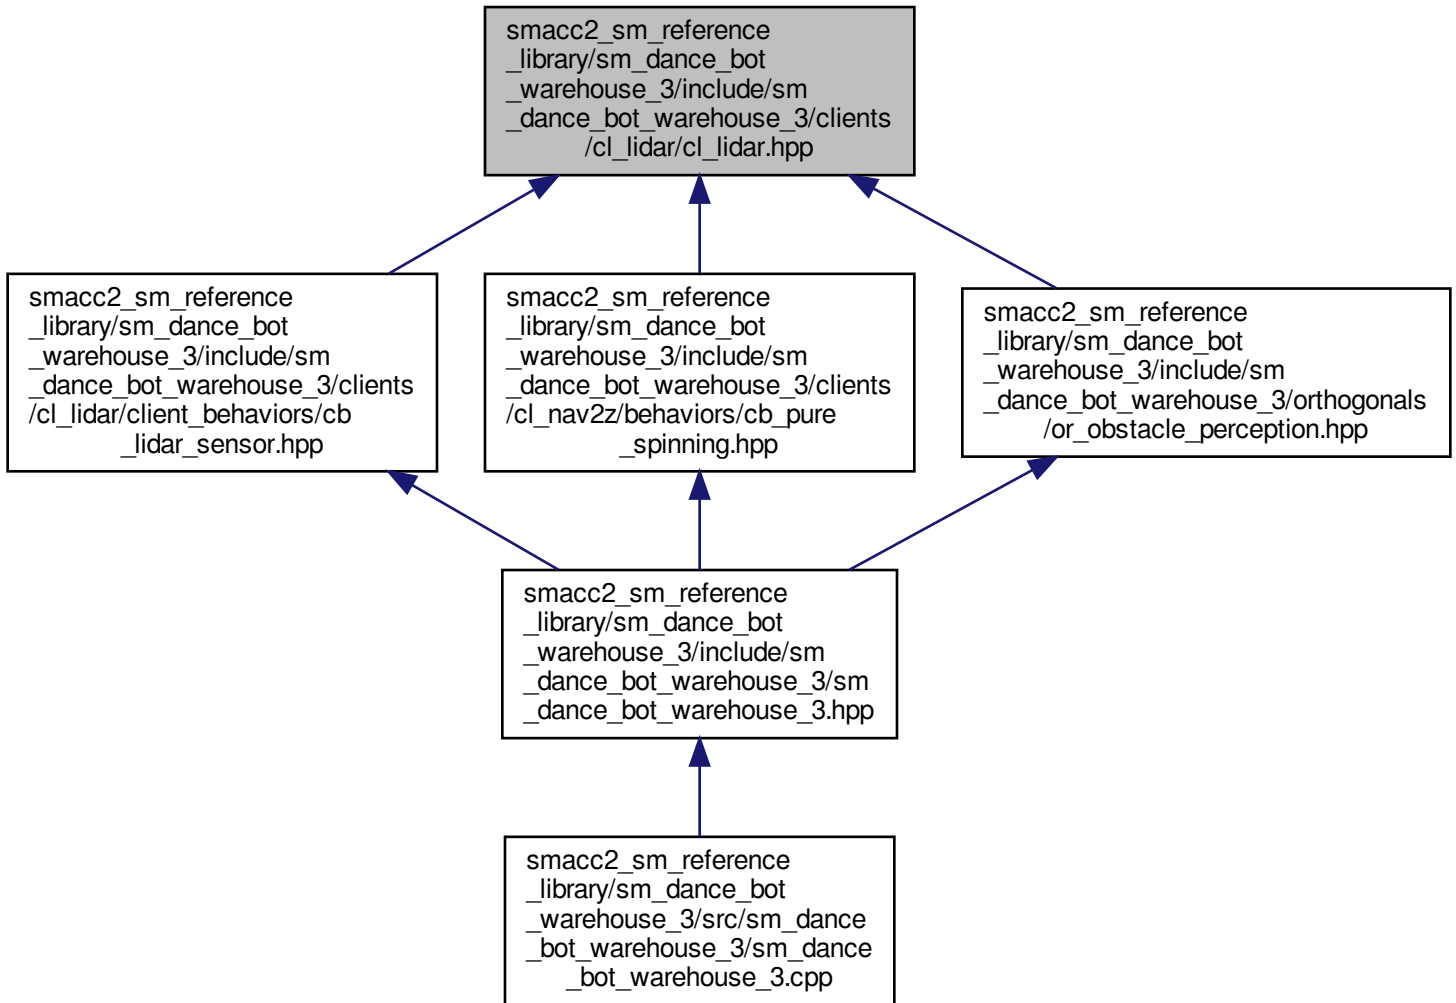 smacc2_sm_reference
_library/sm_dance_bot
_warehouse_3/include/sm
_dance_bot_warehouse_3/clients
/cl_lidar/cl_lidar.hpp
smacc2_sm_reference
_library/sm_dance_bot
_warehouse_3/include/sm
_dance_bot_warehouse_3/clients
/cl_lidar/client_behaviors/cb
_lidar_sensor.hpp
smacc2_sm_reference
_library/sm_dance_bot
_warehouse_3/include/sm
_dance_bot_warehouse_3/clients
/cl_nav2z/behaviors/cb_pure
_spinning.hpp
smacc2_sm_reference
_library/sm_dance_bot
_warehouse_3/include/sm
_dance_bot_warehouse_3/orthogonals
/or_obstacle_perception.hpp
smacc2_sm_reference
_library/sm_dance_bot
_warehouse_3/include/sm
_dance_bot_warehouse_3/sm
_dance_bot_warehouse_3.hpp
smacc2_sm_reference
_library/sm_dance_bot
_warehouse_3/src/sm_dance
_bot_warehouse_3/sm_dance
_bot_warehouse_3.cpp